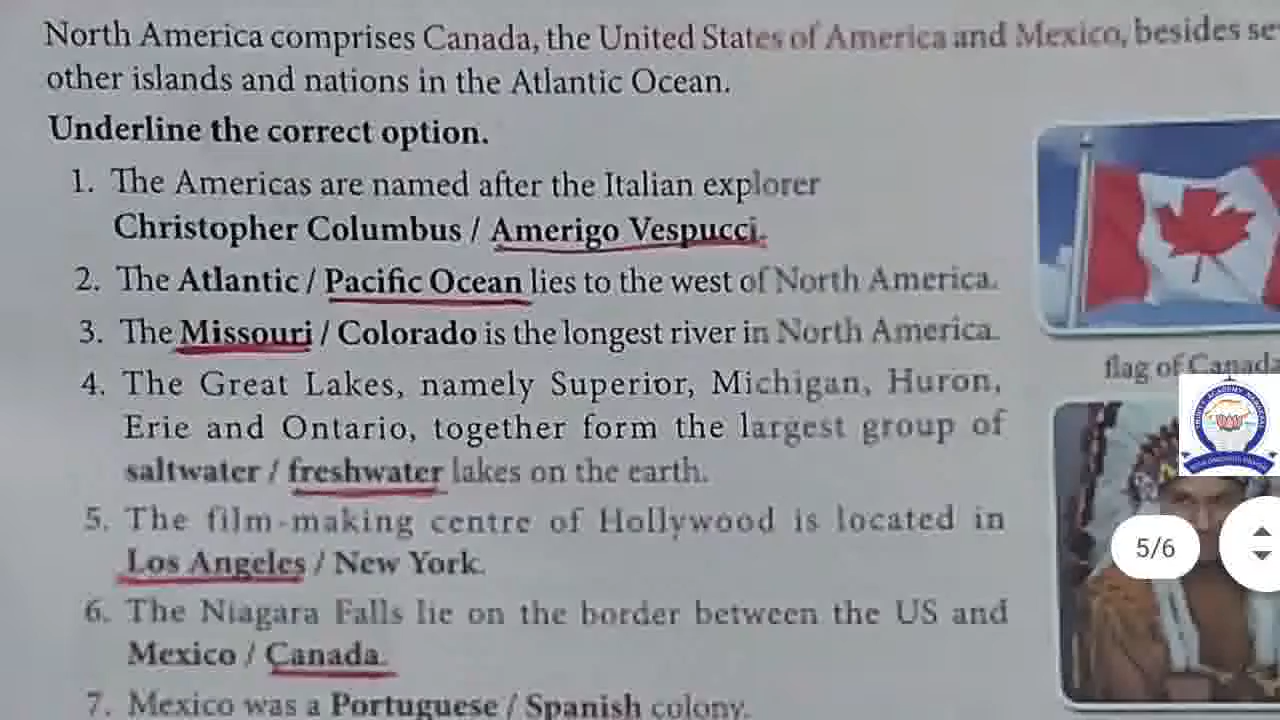 North America comprises Canada, the United States of America and Mexico, besides se
other islands and nations in the Atlantic Ocean.
Underline the correct option.
1. The Americas are named after the Italian explorer
Christopher Columbus / Amerigo Vespucci.
2. The Atlantic / Pacific Ocean lies to the west of North America.
3. The Missouri / Colorado is the longest river in North America.
4. The Great Lakes, namely Superior, Michigan, Huron,
Erie and Ontario, together form the largest group of
saltwater / freshwater lakes on the earth.
5. The film-making centre of Hollywood is located in
Los Angeles / New York.
6. The Niagara Falls lie on the border between the US and
Mexico / Canada.
7. Mexico was a Portuguese / Spanish colony.
flag of Canada
5/6